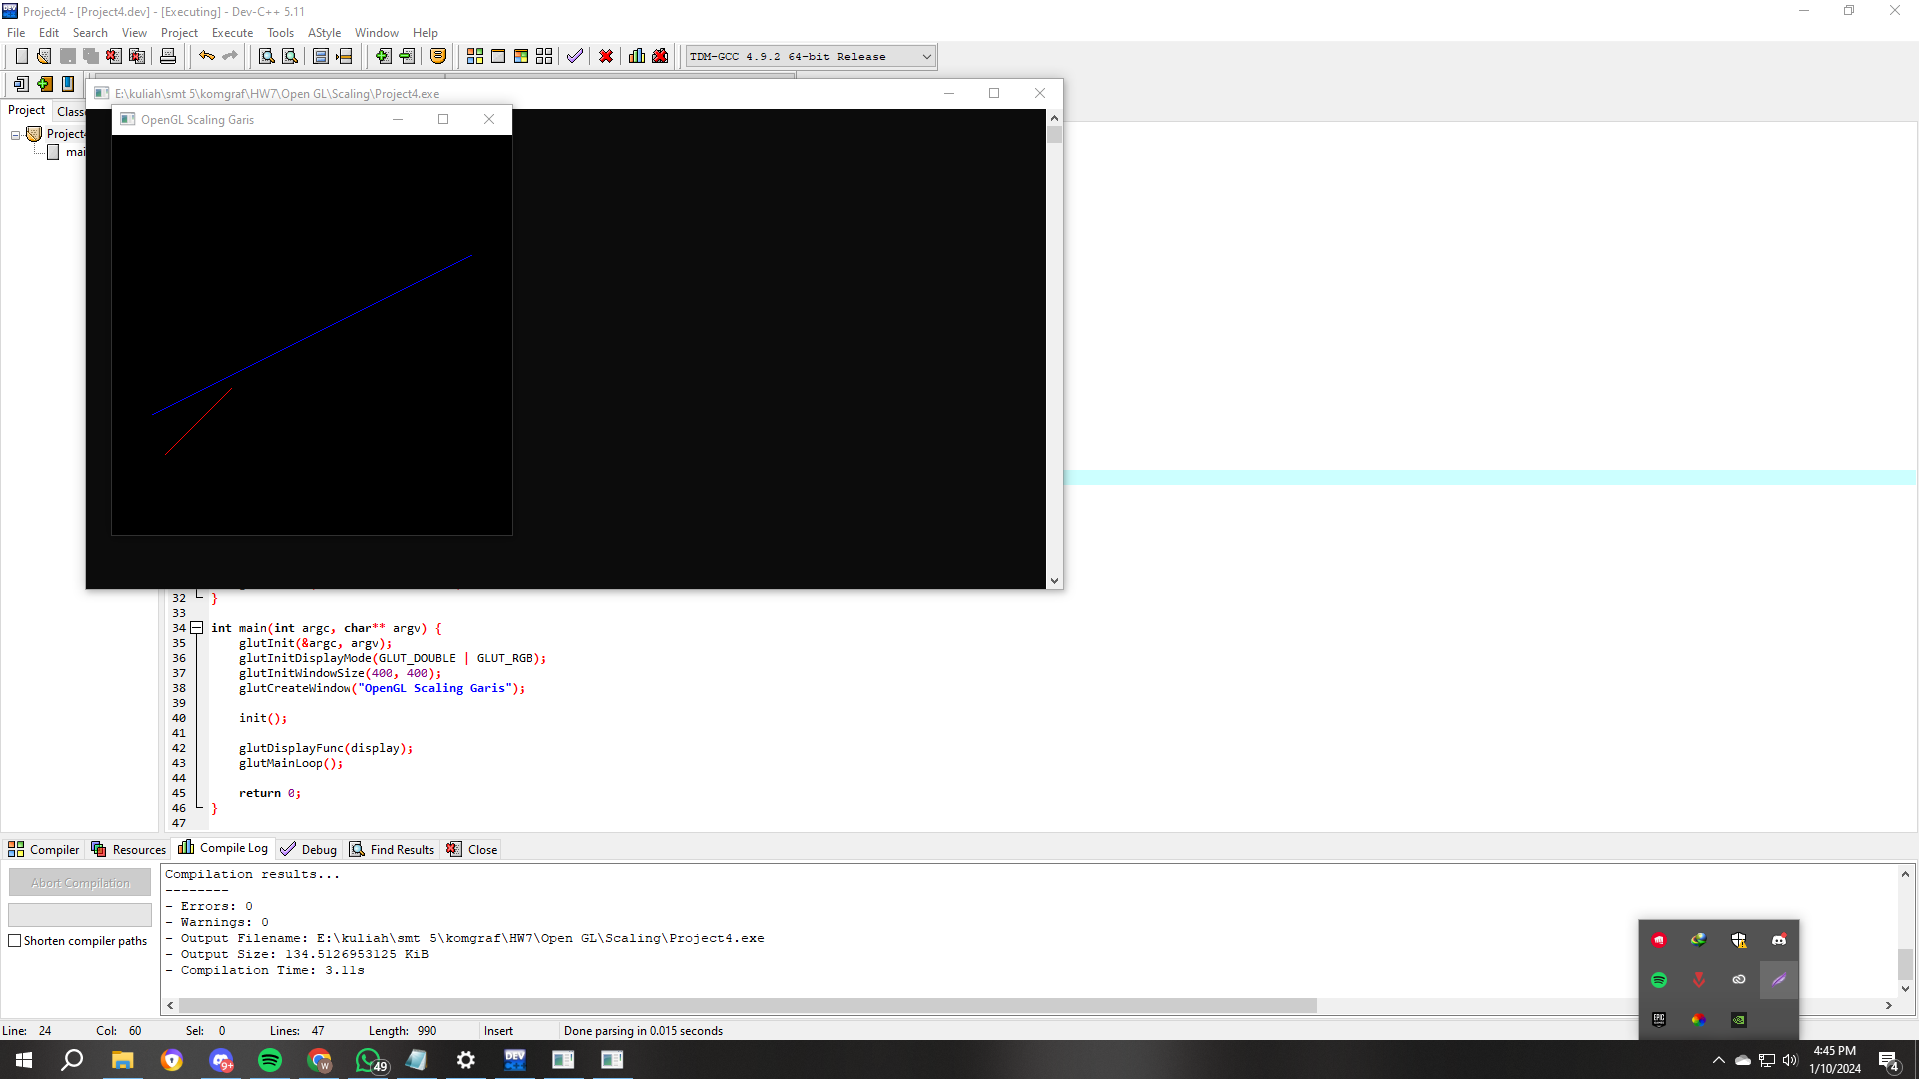 Project4 - [Project4.dev] - [Executing] - Dev-C++ 5.11
File Edit Search View Project Execute Tools AStyle Window Help
TDM-GCC 4.9.2 64-bit Release
E:\kuliah\smt 5\komgraf\HW7\Open GL\Scaling\Project4.exe
Project Classe
OpenGL Scaling Garis
Project4
mai
32 }
33
34 int main(int argc, char** argv) {
35 glutInit(&argc, argv);
36 glutInitDisplayMode(GLUT_DOUBLE | GLUT_RGB);
37 glutInitWindowSize(400, 400);
38 glutCreateWindow("OpenGL Scaling Garis");
39
40 init();
41
42 glutDisplayFunc(display);
43 glutMainLoop();
44
45 return 0;
46 }
47
Compiler Resources Compile Log Debug Find Results Close
Abort Compilation
Shorten compiler paths
Compilation results...
--------
- Errors: 0
- Warnings: 0
- Output Filename: E:\kuliah\smt 5\komgraf\HW7\Open GL\Scaling\Project4.exe
- Output Size: 134.5126953125 KiB
- Compilation Time: 3.11s
Line: 24 Col: 60 Sel: 0 Lines: 47 Length: 990 Insert Done parsing in 0.015 seconds
EPIC
9+
W
49
DEV
4:45 PM
1/10/2024
4